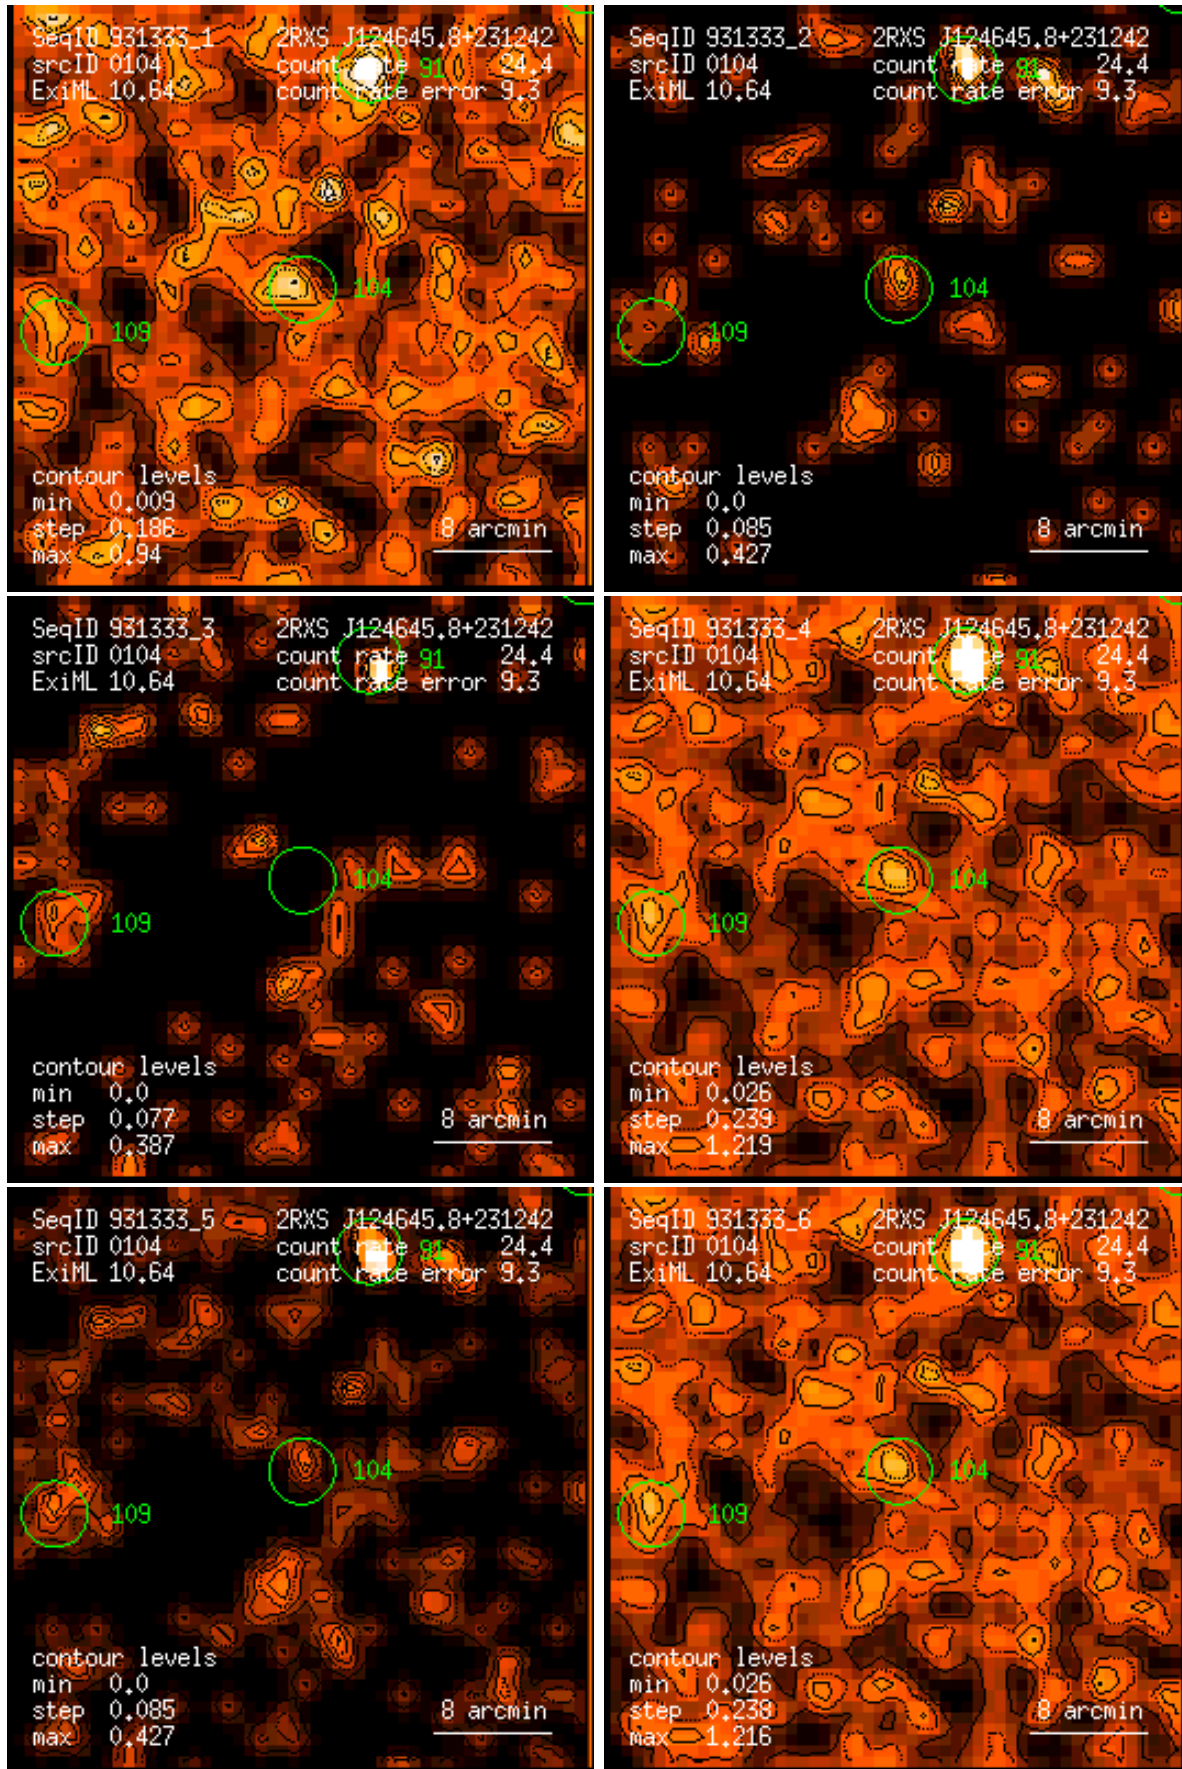 SeqID 931333_1 2RXS J124645.8+231242
srcID 0104 count rate 91 24.4
ExiML 10.64 count rate error 9.3
104
109
contour levels
min 0.009
step 0.186 8 arcmin
max 0.94
SeqID 931333_2 2RXS J124645.8+231242
srcID 0104 count rate 91 24.4
ExiML 10.64 count rate error 9.3
104
109
contour levels
min 0.0
step 0.085 8 arcmin
max 0.427
SeqID 931333_3 2RXS J124645.8+231242
srcID 0104 count rate 91 24.4
ExiML 10.64 count rate error 9.3
104
109
contour levels
min 0.0
step 0.077 8 arcmin
max 0.387
SeqID 931333_4 2RXS J124645.8+231242
srcID 0104 count rate 91 24.4
ExiML 10.64 count rate error 9.3
104
109
contour levels
min 0.026
step 0.239 8 arcmin
max 1.219
SeqID 931333_5 2RXS J124645.8+231242
srcID 0104 count rate 91 24.4
ExiML 10.64 count rate error 9.3
104
109
contour levels
min 0.0
step 0.085 8 arcmin
max 0.427
SeqID 931333_6 2RXS J124645.8+231242
srcID 0104 count rate 91 24.4
ExiML 10.64 count rate error 9.3
104
109
contour levels
min 0.026
step 0.238 8 arcmin
max 1.216